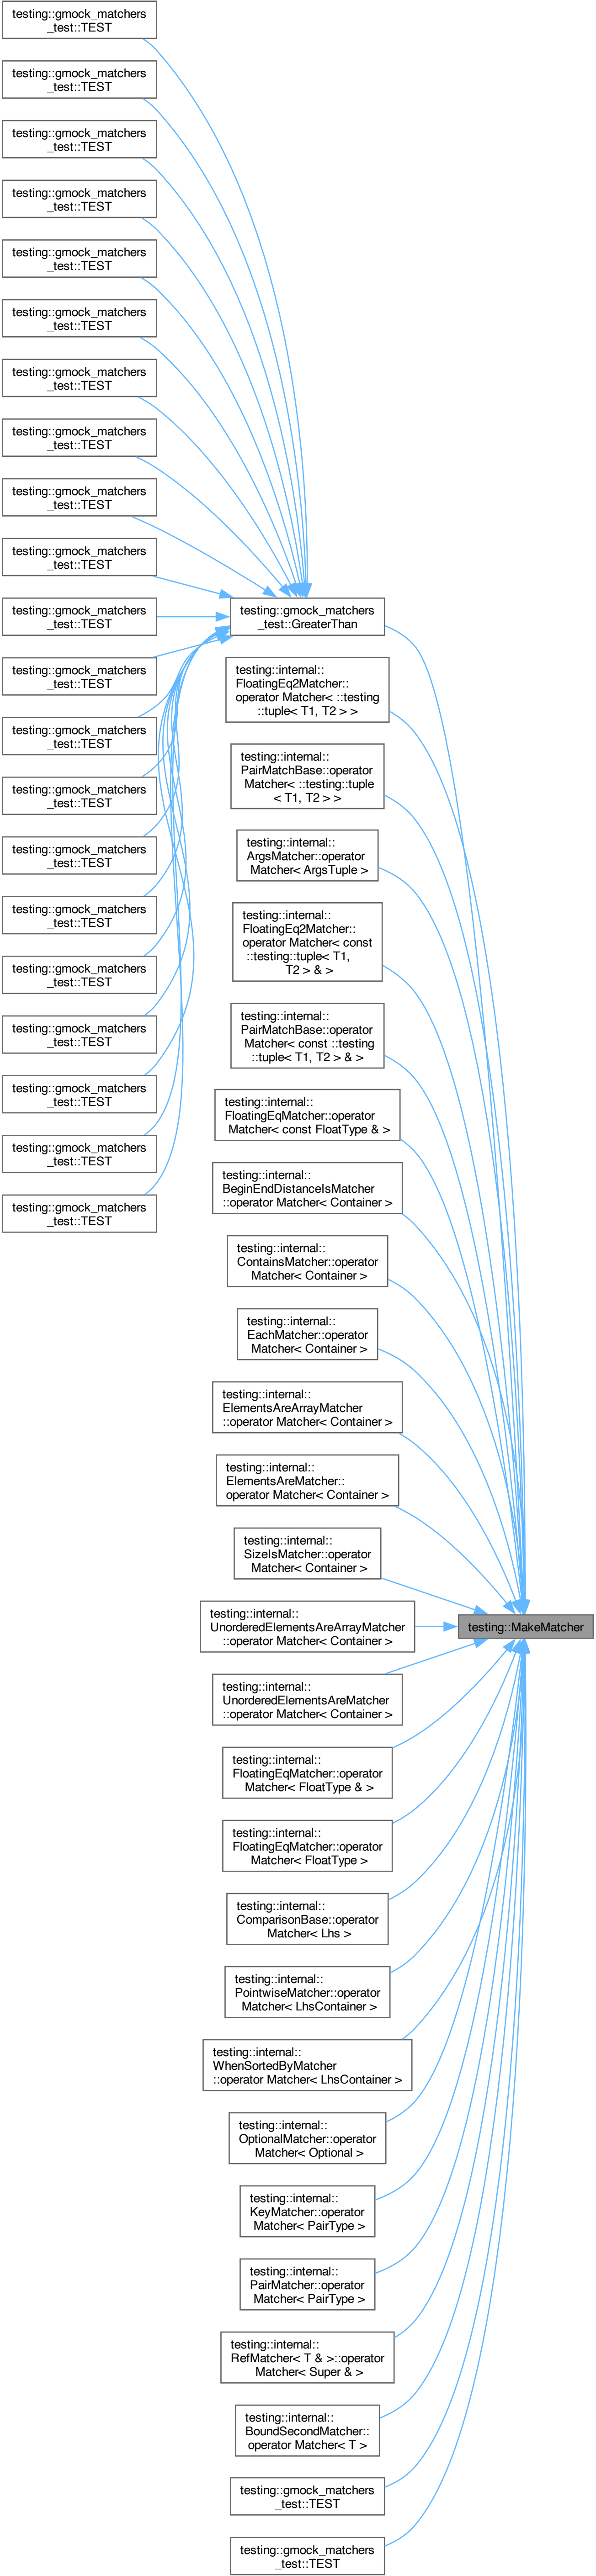 testing::gmock_matchers
_test::TEST
testing::gmock_matchers
_test::TEST
testing::gmock_matchers
_test::TEST
testing::gmock_matchers
_test::TEST
testing::gmock_matchers
_test::TEST
testing::gmock_matchers
_test::TEST
testing::gmock_matchers
_test::TEST
testing::gmock_matchers
_test::TEST
testing::gmock_matchers
_test::TEST
testing::gmock_matchers
_test::TEST
testing::gmock_matchers
_test::TEST
testing::gmock_matchers
_test::TEST
testing::gmock_matchers
_test::TEST
testing::gmock_matchers
_test::TEST
testing::gmock_matchers
_test::TEST
testing::gmock_matchers
_test::TEST
testing::gmock_matchers
_test::TEST
testing::gmock_matchers
_test::TEST
testing::gmock_matchers
_test::TEST
testing::gmock_matchers
_test::TEST
testing::gmock_matchers
_test::TEST
testing::gmock_matchers
_test::GreaterThan
testing::internal::
FloatingEq2Matcher::
operator Matcher< ::testing
::tuple< T1, T2 > >
testing::internal::
PairMatchBase::operator
Matcher< ::testing::tuple
< T1, T2 > >
testing::internal::
ArgsMatcher::operator
Matcher< ArgsTuple >
testing::internal::
FloatingEq2Matcher::
operator Matcher< const
::testing::tuple< T1,
T2 > & >
testing::internal::
PairMatchBase::operator
Matcher< const ::testing
::tuple< T1, T2 > & >
testing::internal::
FloatingEqMatcher::operator
Matcher< const FloatType & >
testing::internal::
BeginEndDistanceIsMatcher
::operator Matcher< Container >
testing::internal::
ContainsMatcher::operator
Matcher< Container >
testing::internal::
EachMatcher::operator
Matcher< Container >
testing::internal::
ElementsAreArrayMatcher
::operator Matcher< Container >
testing::internal::
ElementsAreMatcher::
operator Matcher< Container >
testing::internal::
SizeIsMatcher::operator
Matcher< Container >
testing::internal::
UnorderedElementsAreArrayMatcher
::operator Matcher< Container >
testing::internal::
UnorderedElementsAreMatcher
::operator Matcher< Container >
testing::internal::
FloatingEqMatcher::operator
Matcher< FloatType & >
testing::internal::
FloatingEqMatcher::operator
Matcher< FloatType >
testing::internal::
ComparisonBase::operator
Matcher< Lhs >
testing::internal::
PointwiseMatcher::operator
Matcher< LhsContainer >
testing::internal::
WhenSortedByMatcher
::operator Matcher< LhsContainer >
testing::internal::
OptionalMatcher::operator
Matcher< Optional >
testing::internal::
KeyMatcher::operator
Matcher< PairType >
testing::internal::
PairMatcher::operator
Matcher< PairType >
testing::internal::
RefMatcher< T & >::operator
Matcher< Super & >
testing::internal::
BoundSecondMatcher::
operator Matcher< T >
testing::gmock_matchers
_test::TEST
testing::gmock_matchers
_test::TEST
testing::MakeMatcher